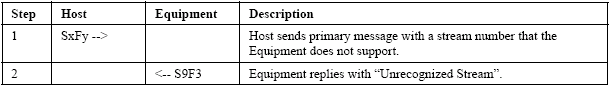 Step Host Equipment Description
1 SxFy --> Host sends primary message with a stream number that the
Equipment does not support.
2 <-- S9F3 Equipment replies with “Unrecognized Stream”.